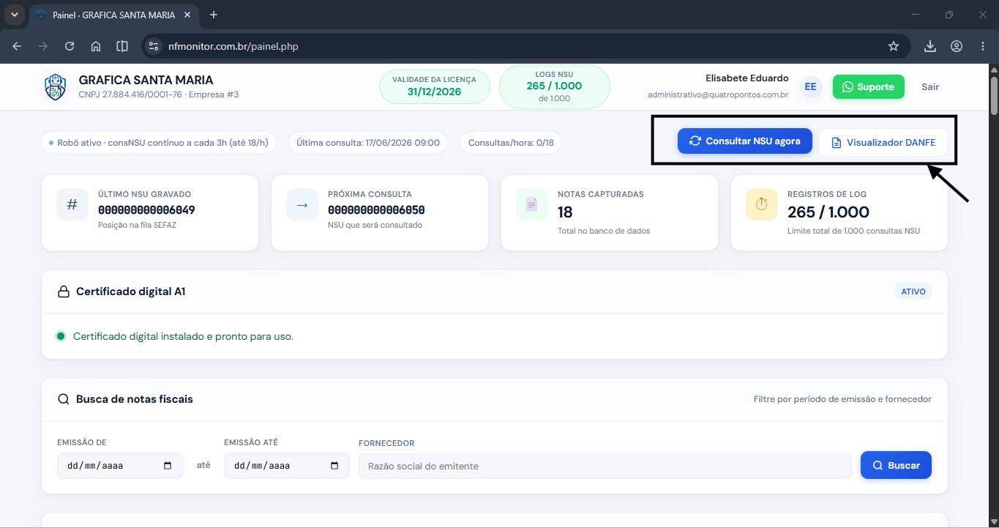 Painel · GRAFICA SANTA MARIA
nfmonitor.com.br/painel.php
GRAFICA SANTA MARIA
CNPJ 27.884.416/0001-76 · Empresa #3
VALIDADE DA LICENÇA
31/12/2026
LOGS NSU
265 / 1.000
de 1.000
Elisabete Eduardo
administrativo@quatropontos.com.br
EE
Suporte
Sair
Robô ativo · consNSU contínuo a cada 3h (até 18/h)
Última consulta: 17/06/2026 09:00
Consultas/hora: 0/18
Consultar NSU agora
Visualizador DANFE
#
ÚLTIMO NSU GRAVADO
000000000006049
Posição na fila SEFAZ
→
PRÓXIMA CONSULTA
000000000006050
NSU que será consultado
NOTAS CAPTURADAS
18
Total no banco de dados
REGISTROS DE LOG
265 / 1.000
Limite total de 1.000 consultas NSU
Certificado digital A1
ATIVO
Certificado digital instalado e pronto para uso.
Busca de notas fiscais
Filtre por período de emissão e fornecedor
EMISSÃO DE
dd/mm/aaaa
até
EMISSÃO ATÉ
dd/mm/aaaa
FORNECEDOR
Razão social do emitente
Buscar